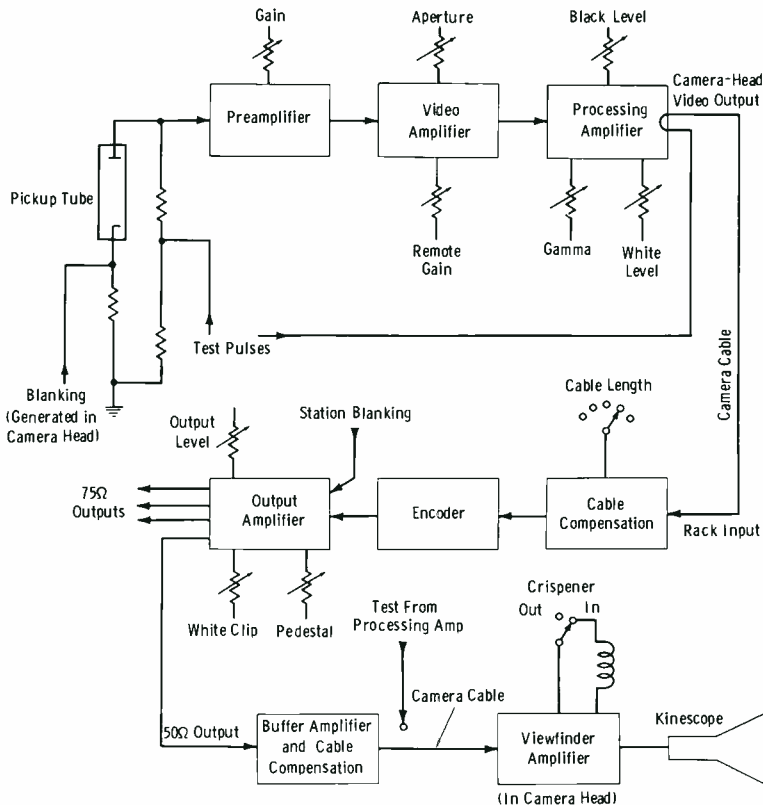 Gain
Aperture
Black Level
Camera-Head
Video Output
Preamplifier
Video
Amplifier
Processing
Amplifier
Pickup Tube
Remote
Gain
Gamma
White
Level
Test Pulses
Blanking
(Generated in
Camera Head)
Camera Cable
Output
Level
Station Blanking
Cable Length
75Ω
Outputs
Output
Amplifier
Encoder
Cable
Compensation
Rack Input
White Clip
Pedestal
Test From
Processing Amp
Crispener
Out
In
Camera Cable
50Ω Output
Buffer Amplifier
and Cable
Compensation
Viewfinder
Amplifier
(In Camera Head)
Kinescope